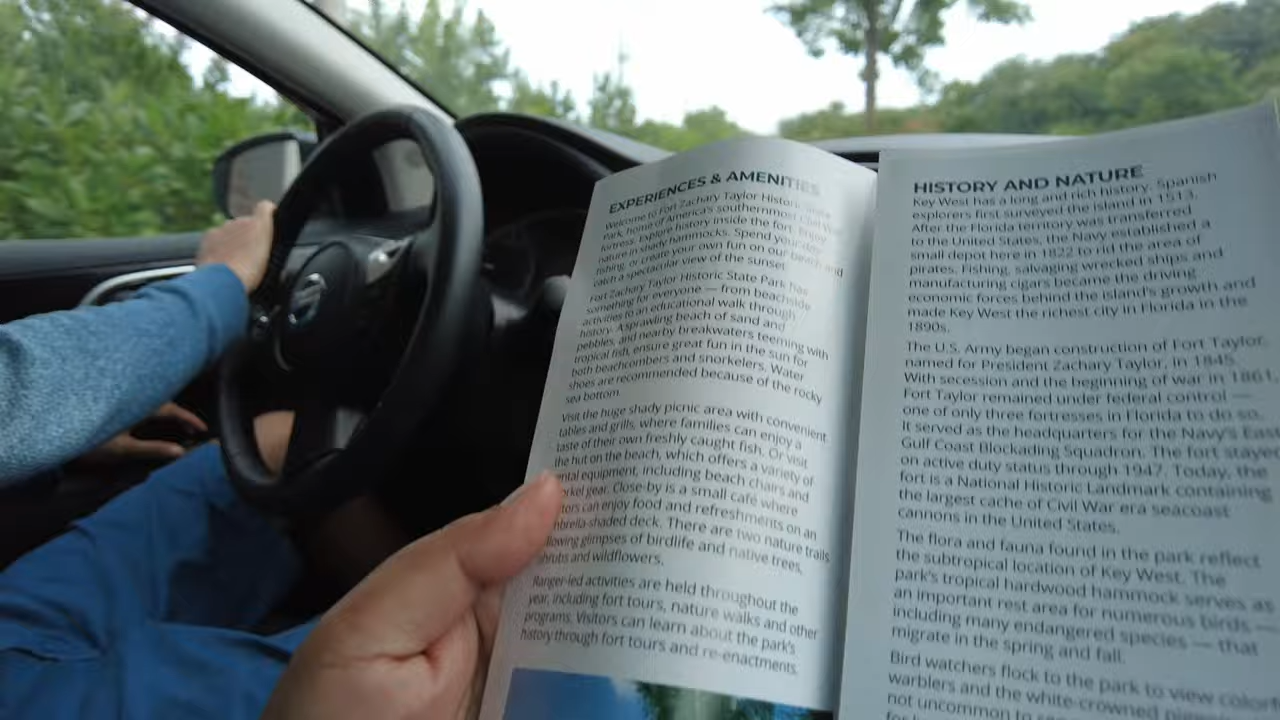 EXPERIENCES & AMENITIES
Welcome to Fort Zachary Taylor Historic State
Park, home of America's southernmost Civil War
fortress. Explore history inside the fort. Enjoy
nature in shady hammocks. Spend your day
fishing, or create your own fun on our beach and
catch a spectacular view of the sunset.
Fort Zachary Taylor Historic State Park has
something for everyone — from beachside
activities to an educational walk through
history. A sprawling beach of sand and
pebbles, and nearby breakwaters teeming with
tropical fish, ensure great fun in the sun for
both beachcombers and snorkelers. Water
shoes are recommended because of the rocky
sea bottom.
Visit the huge shady picnic area with convenient
tables and grills, where families can enjoy a
taste of their own freshly caught fish. Or visit
the hut on the beach, which offers a variety of
equipment, including beach chairs and
gear. Close-by is a small café where
can enjoy food and refreshments on an
shaded deck. There are two nature trails
glimpses of birdlife and native trees,
and wildflowers.
Ranger-led activities are held throughout the
year, including fort tours, nature walks and other
programs. Visitors can learn about the park's
history through fort tours and re-enactments.
HISTORY AND NATURE
Key West has a long and rich history. Spanish
explorers first surveyed the island in 1513.
After the Florida territory was transferred
to the United States, the Navy established a
small depot here in 1822 to rid the area of
pirates. Fishing, salvaging wrecked ships and
manufacturing cigars became the driving
economic forces behind the island's growth and
made Key West the richest city in Florida in the
1890s.
The U.S. Army began construction of Fort Taylor,
named for President Zachary Taylor, in 1845.
With secession and the beginning of war in 1861,
Fort Taylor remained under federal control —
one of only three fortresses in Florida to do so.
It served as the headquarters for the Navy's East
Gulf Coast Blockading Squadron. The fort stayed
on active duty status through 1947. Today, the
fort is a National Historic Landmark containing
the largest cache of Civil War era seacoast
cannons in the United States.
The flora and fauna found in the park reflect
the subtropical location of Key West. The
park's tropical hardwood hammock serves as
an important rest area for numerous birds —
including many endangered species — that
migrate in the spring and fall.
Bird watchers flock to the park to view
warblers and the white-crowned
not uncommon to